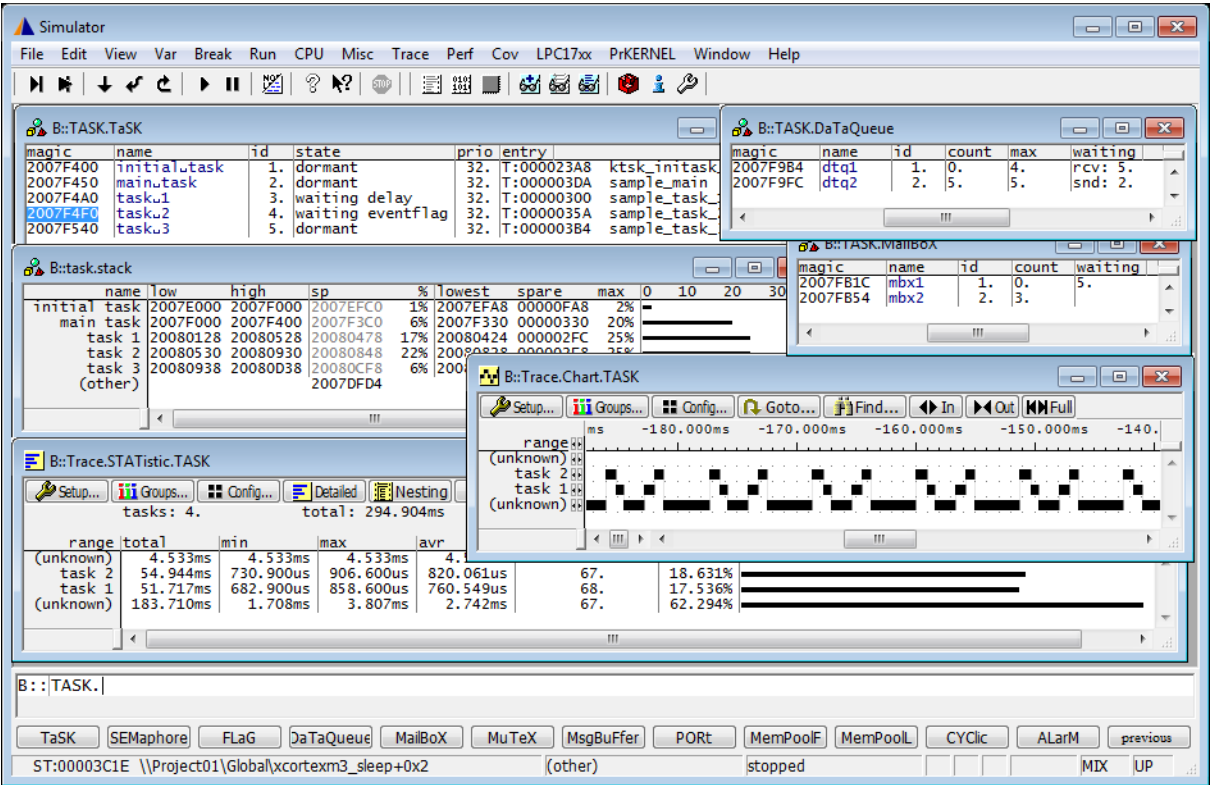 Simulator
File Edit View Var Break Run CPU Misc Trace Perf Cov LPC17xx PrKERNEL Window Help
B::TASK.TaSK
magic name id state prio entry
2007F400 initial␣task 1. dormant 32. T:000023A8 ktsk_initask_
2007F450 main␣task 2. dormant 32. T:000003DA sample_main
2007F4A0 task␣1 3. waiting delay 32. T:00000300 sample_task_
2007F4F0 task␣2 4. waiting eventflag 32. T:0000035A sample_task_
2007F540 task␣3 5. dormant 32. T:000003B4 sample_task_
B::TASK.DaTaQueue
magic name id count max waiting
2007F9B4 dtq1 1. 0. 4. rcv: 5.
2007F9FC dtq2 2. 5. 5. snd: 2.
B::TASK.MailBoX
magic name id count waiting
2007FB1C mbx1 1. 0. 5.
2007FB54 mbx2 2. 3.
B::task.stack
name low high sp % lowest spare max 0 10 20 30
initial task 2007E000 2007F000 2007EFC0 1% 2007EFA8 00000FA8 2%
main task 2007F000 2007F400 2007F3C0 6% 2007F330 00000330 20%
task 1 20080128 20080528 20080478 17% 20080424 000002FC 25%
task 2 20080530 20080930 20080848 22% 20080828 000002F8 25%
task 3 20080938 20080D38 20080CF8 6% 2008
(other) 2007DFD4
B::Trace.Chart.TASK
Setup... Groups... Config... Goto... Find... In Out Full
ms -180.000ms -170.000ms -160.000ms -150.000ms -140.
range
(unknown)
task 2
task 1
(unknown)
B::Trace.STATistic.TASK
Setup... Groups... Config... Detailed Nesting
tasks: 4. total: 294.904ms
range total min max avr
(unknown) 4.533ms 4.533ms 4.533ms 4.
task 2 54.944ms 730.900us 906.600us 820.061us 67. 18.631%
task 1 51.717ms 682.900us 858.600us 760.549us 68. 17.536%
(unknown) 183.710ms 1.708ms 3.807ms 2.742ms 67. 62.294%
B::TASK.
TaSK SEMaphore FLaG DaTaQueue MailBoX MuTeX MsgBuFfer PORt MemPoolF MemPoolL CYClic ALarM previous
ST:00003C1E \\Project01\Global\xcortexm3_sleep+0x2 (other) stopped MIX UP